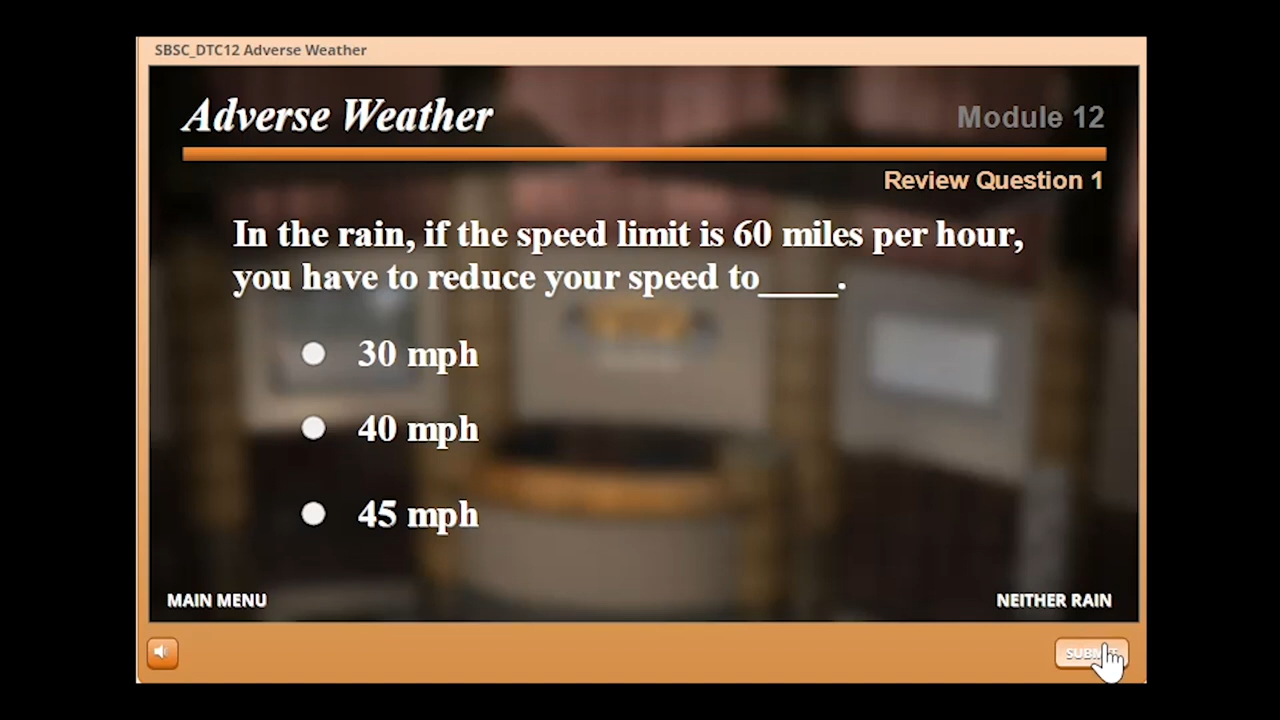 SBSC_DTC12 Adverse Weather
Adverse Weather
Module 12
Review Question 1
In the rain, if the speed limit is 60 miles per hour,
you have to reduce your speed to____.
30 mph
40 mph
45 mph
MAIN MENU
NEITHER RAIN